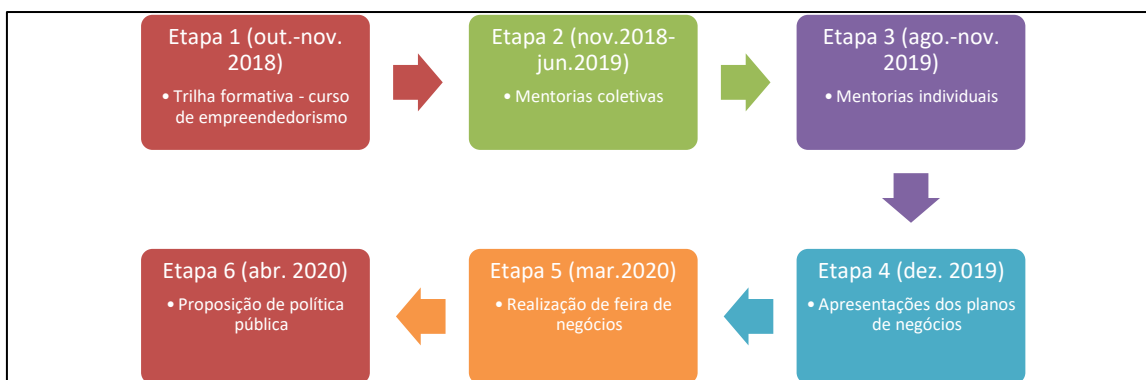 Etapa 1 (out.-nov.
2018)
• Trilha formativa - curso
de empreendedorismo
Etapa 2 (nov.2018-
jun.2019)
• Mentorias coletivas
Etapa 3 (ago.-nov.
2019)
• Mentorias individuais
Etapa 4 (dez. 2019)
• Apresentações dos planos
de negócios
Etapa 5 (mar.2020)
• Realização de feira de
negócios
Etapa 6 (abr. 2020)
• Proposição de política
pública